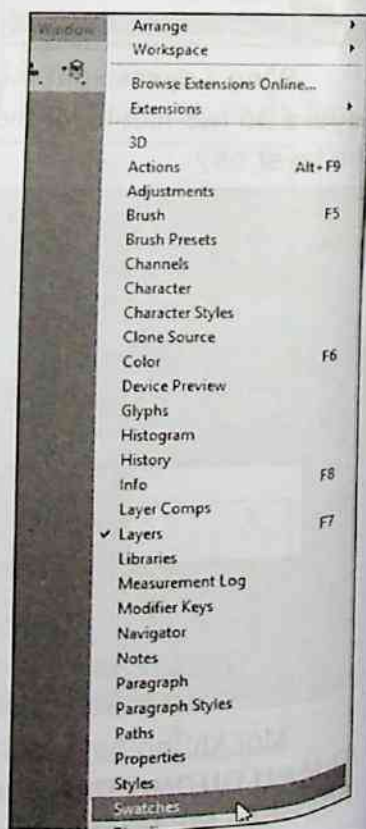 Window
Arrange
Workspace
Browse Extensions Online...
Extensions
3D
Actions Alt+F9
Adjustments
Brush F5
Brush Presets
Channels
Character
Character Styles
Clone Source
Color F6
Device Preview
Glyphs
Histogram
History
Info F8
Layer Comps
✔ Layers F7
Libraries
Measurement Log
Modifier Keys
Navigator
Notes
Paragraph
Paragraph Styles
Paths
Properties
Styles
Swatches